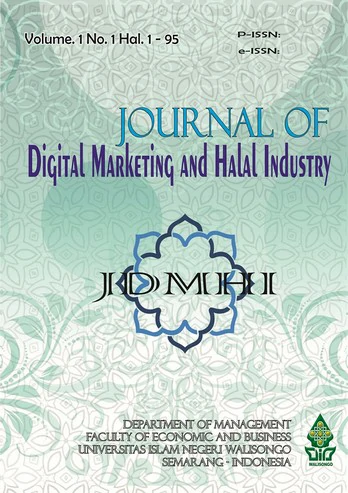 Volume. 1 No. 1 Hal. 1 - 95
P-ISSN:
e-ISSN:
JOURNAL OF
Digital Marketing and Halal Industry
JDMHI
DEPARTMENT OF MANAGEMENT
FACULTY OF ECONOMIC AND BUSINESS
UNIVERSITAS ISLAM NEGERI WALISONGO
SEMARANG - INDONESIA
WALISONGO